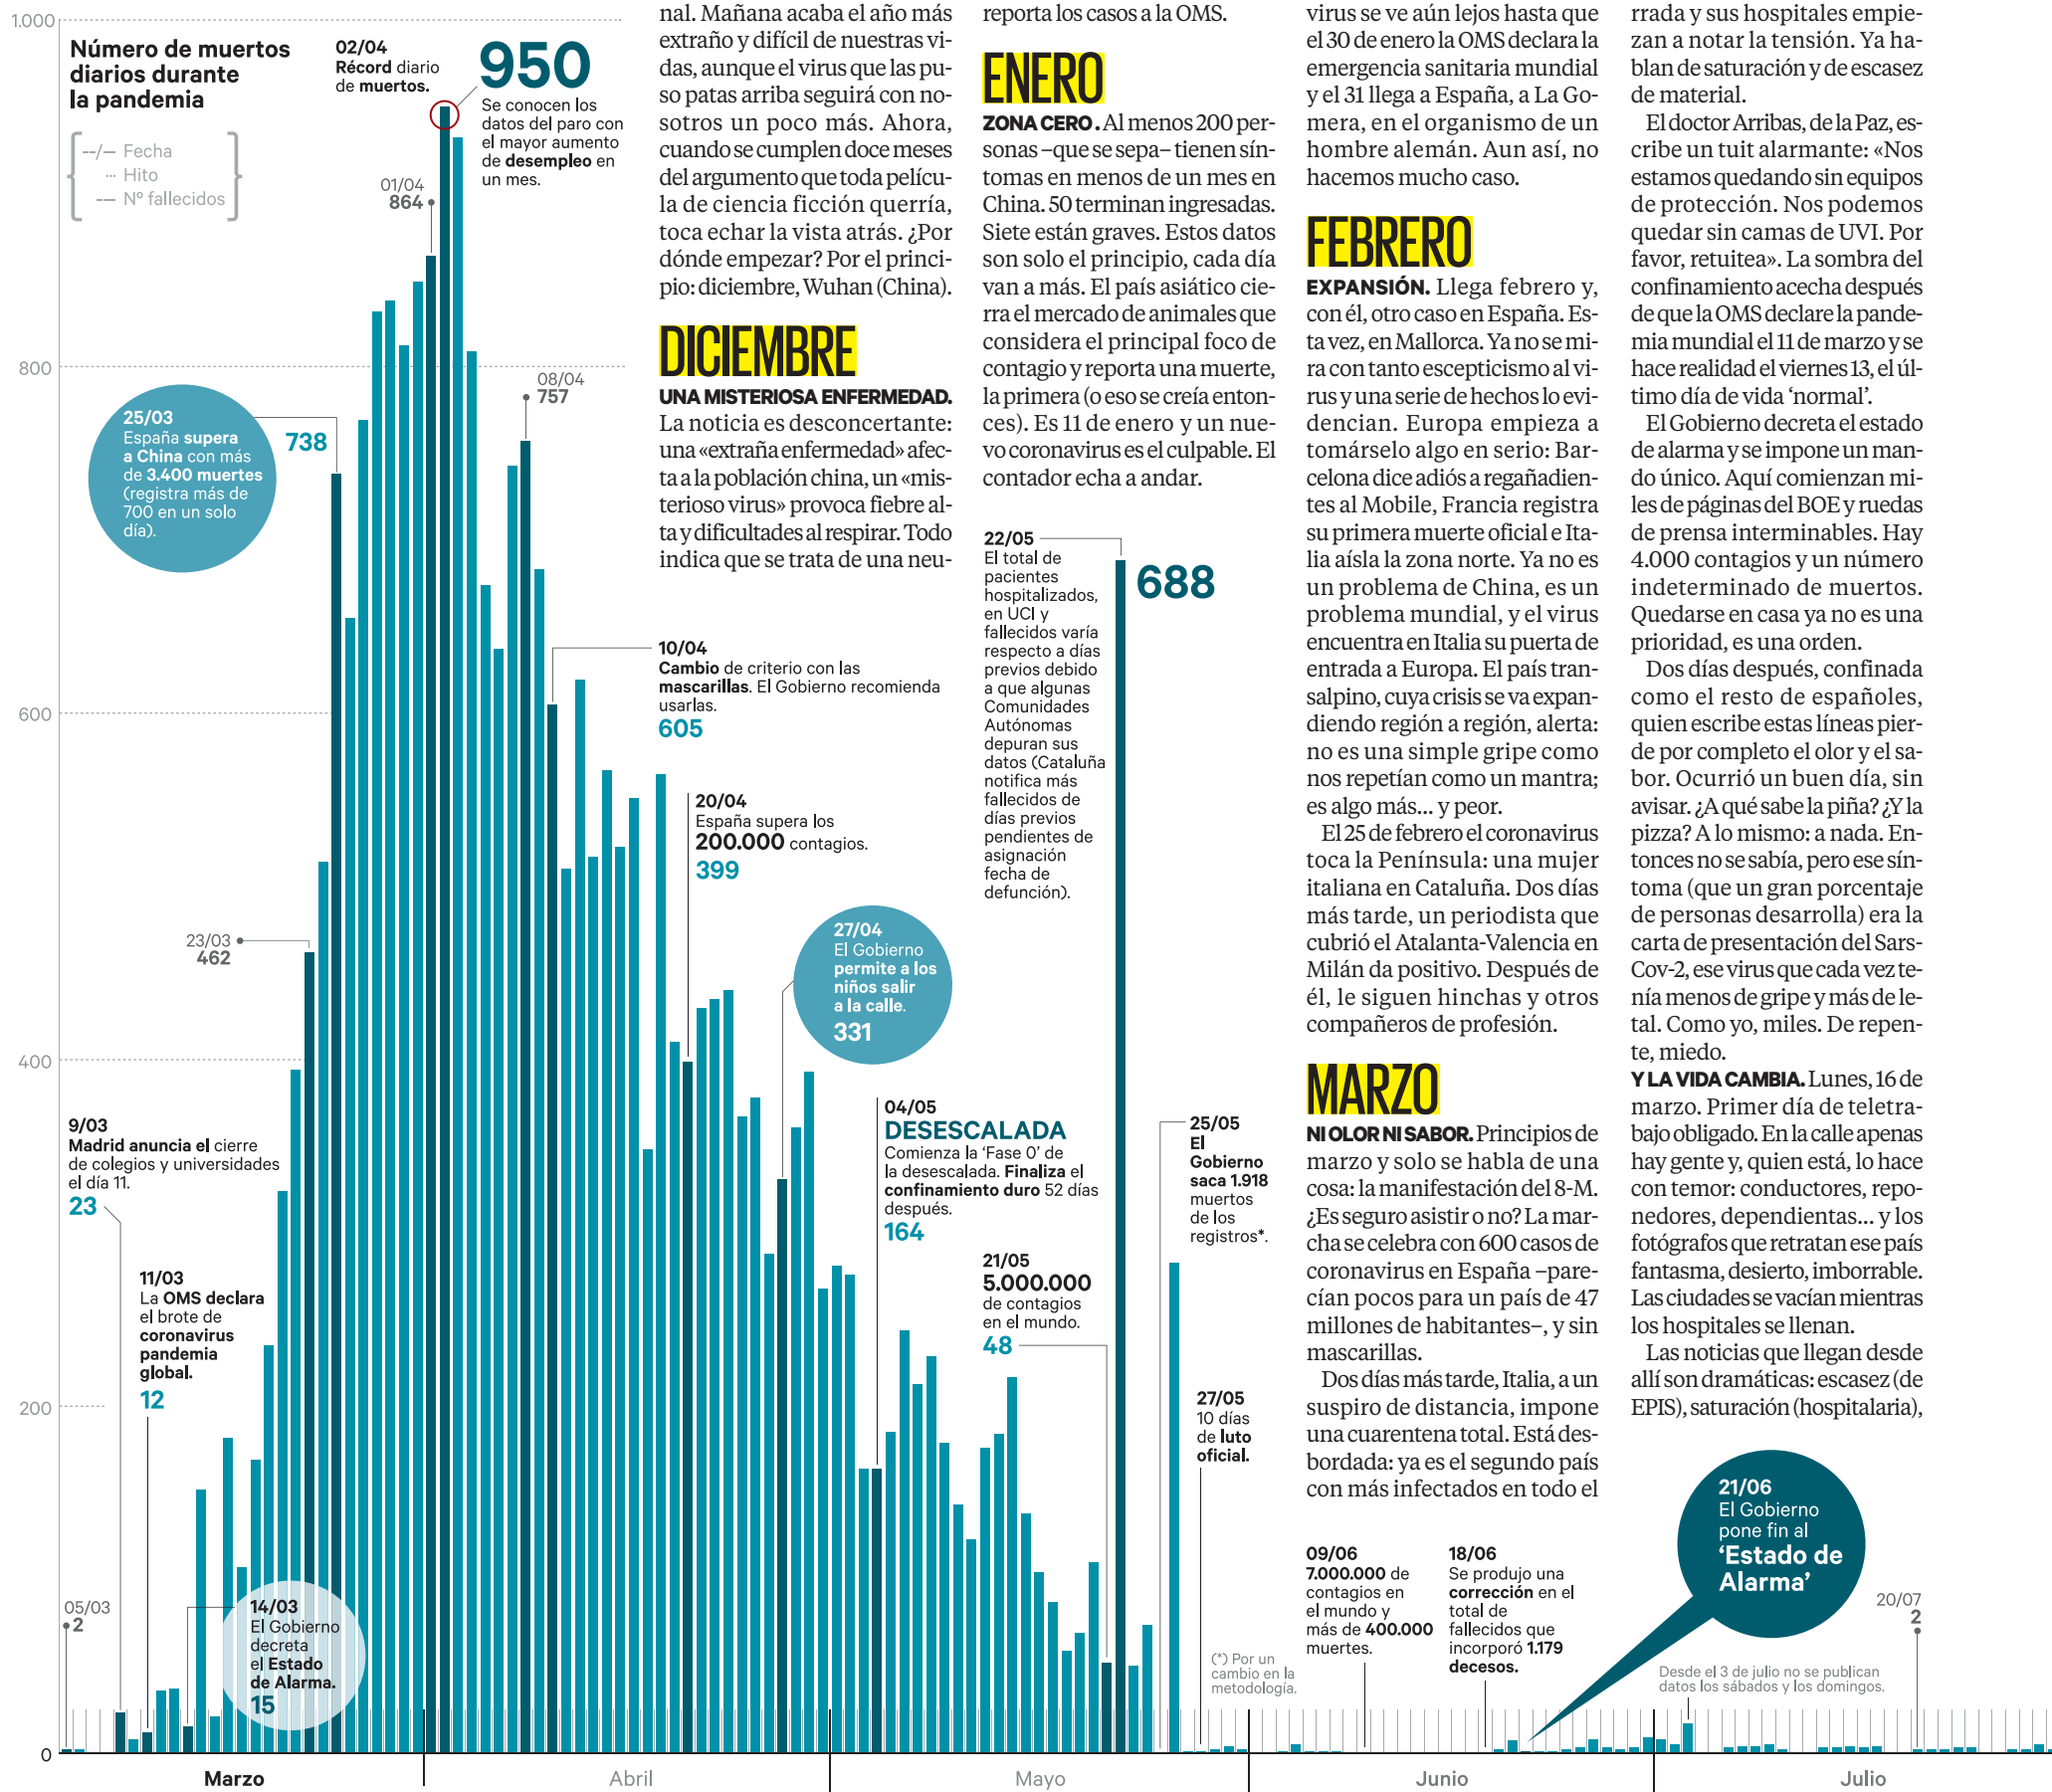 1.000
800
600
400
200
0
Número de muertos
diarios durante
la pandemia
--/— Fecha
··· Hito
–— Nº fallecidos
02/04
Récord diario
de muertos.
950
Se conocen los
datos del paro con
el mayor aumento
de desempleo en
un mes.
01/04
864
25/03
España supera
a China con más
de 3.400 muertes
(registra más de
700 en un solo
día).
738
08/04
757
23/03
462
10/04
Cambio de criterio con las
mascarillas. El Gobierno recomienda
usarlas.
605
20/04
España supera los
200.000 contagios.
399
27/04
El Gobierno
permite a los
niños salir
a la calle.
331
9/03
Madrid anuncia el cierre
de colegios y universidades
el día 11.
23
11/03
La OMS declara
el brote de
coronavirus
pandemia
global.
12
05/03
2
14/03
El Gobierno
decreta
el Estado
de Alarma.
15
04/05
DESESCALADA
Comienza la ‘Fase 0’ de
la desescalada. Finaliza el
confinamiento duro 52 días
después.
164
21/05
5.000.000
de contagios
en el mundo.
48
22/05
El total de
pacientes
hospitalizados,
en UCI y
fallecidos varía
respecto a días
previos debido
a que algunas
Comunidades
Autónomas
depuran sus
datos (Cataluña
notifica más
fallecidos de
días previos
pendientes de
asignación
fecha de
defunción).
688
25/05
El
Gobierno
saca 1.918
muertos
de los
registros*.
27/05
10 días
de luto
oficial.
(*) Por un
cambio en la
metodología.
09/06
7.000.000 de
contagios en
el mundo y
más de 400.000
muertes.
18/06
Se produjo una
corrección en el
total de
fallecidos que
incorporó 1.179
decesos.
21/06
El Gobierno
pone fin al
‘Estado de
Alarma’
Desde el 3 de julio no se publican
datos los sábados y los domingos.
20/07
2
Marzo
Abril
Mayo
Junio
Julio
nal. Mañana acaba el año más
extraño y difícil de nuestras vi-
das, aunque el virus que las pu-
so patas arriba seguirá con no-
sotros un poco más. Ahora,
cuando se cumplen doce meses
del argumento que toda pelícu-
la de ciencia ficción querría,
toca echar la vista atrás. ¿Por
dónde empezar? Por el princi-
pio: diciembre, Wuhan (China).
DICIEMBRE
UNA MISTERIOSA ENFERMEDAD.
La noticia es desconcertante:
una «extraña enfermedad» afec-
ta a la población china, un «mis-
terioso virus» provoca fiebre al-
ta y dificultades al respirar. Todo
indica que se trata de una neu-
reporta los casos a la OMS.
ENERO
ZONA CERO. Al menos 200 per-
sonas –que se sepa– tienen sín-
tomas en menos de un mes en
China. 50 terminan ingresadas.
Siete están graves. Estos datos
son solo el principio, cada día
van a más. El país asiático cie-
rra el mercado de animales que
considera el principal foco de
contagio y reporta una muerte,
la primera (o eso se creía enton-
ces). Es 11 de enero y un nue-
vo coronavirus es el culpable. El
contador echa a andar.
virus se ve aún lejos hasta que
el 30 de enero la OMS declara la
emergencia sanitaria mundial
y el 31 llega a España, a La Go-
mera, en el organismo de un
hombre alemán. Aun así, no
hacemos mucho caso.
FEBRERO
EXPANSIÓN. Llega febrero y,
con él, otro caso en España. Es-
ta vez, en Mallorca. Ya no se mi-
ra con tanto escepticismo al vi-
rus y una serie de hechos lo evi-
dencian. Europa empieza a
tomárselo algo en serio: Bar-
celona dice adiós a regañadien-
tes al Mobile, Francia registra
su primera muerte oficial e Ita-
lia aísla la zona norte. Ya no es
un problema de China, es un
problema mundial, y el virus
encuentra en Italia su puerta de
entrada a Europa. El país tran-
salpino, cuya crisis se va expan-
diendo región a región, alerta:
no es una simple gripe como
nos repetían como un mantra;
es algo más... y peor.
El 25 de febrero el coronavirus
toca la Península: una mujer
italiana en Cataluña. Dos días
más tarde, un periodista que
cubrió el Atalanta-Valencia en
Milán da positivo. Después de
él, le siguen hinchas y otros
compañeros de profesión.
MARZO
NI OLOR NI SABOR. Principios de
marzo y solo se habla de una
cosa: la manifestación del 8-M.
¿Es seguro asistir o no? La mar-
cha se celebra con 600 casos de
coronavirus en España –pare-
cían pocos para un país de 47
millones de habitantes–, y sin
mascarillas.
Dos días más tarde, Italia, a un
suspiro de distancia, impone
una cuarentena total. Está des-
bordada: ya es el segundo país
con más infectados en todo el
rrada y sus hospitales empie-
zan a notar la tensión. Ya ha-
blan de saturación y de escasez
de material.
El doctor Arribas, de la Paz, es-
cribe un tuit alarmante: «Nos
estamos quedando sin equipos
de protección. Nos podemos
quedar sin camas de UVI. Por
favor, retuitea». La sombra del
confinamiento acecha después
de que la OMS declare la pande-
mia mundial el 11 de marzo y se
hace realidad el viernes 13, el úl-
timo día de vida ‘normal’.
El Gobierno decreta el estado
de alarma y se impone un man-
do único. Aquí comienzan mi-
les de páginas del BOE y ruedas
de prensa interminables. Hay
4.000 contagios y un número
indeterminado de muertos.
Quedarse en casa ya no es una
prioridad, es una orden.
Dos días después, confinada
como el resto de españoles,
quien escribe estas líneas pier-
de por completo el olor y el sa-
bor. Ocurrió un buen día, sin
avisar. ¿A qué sabe la piña? ¿Y la
pizza? A lo mismo: a nada. En-
tonces no se sabía, pero ese sín-
toma (que un gran porcentaje
de personas desarrolla) era la
carta de presentación del Sars-
Cov-2, ese virus que cada vez te-
nía menos de gripe y más de le-
tal. Como yo, miles. De repen-
te, miedo.
Y LA VIDA CAMBIA. Lunes, 16 de
marzo. Primer día de teletra-
bajo obligado. En la calle apenas
hay gente y, quien está, lo hace
con temor: conductores, repo-
nedores, dependientas... y los
fotógrafos que retratan ese país
fantasma, desierto, imborrable.
Las ciudades se vacían mientras
los hospitales se llenan.
Las noticias que llegan desde
allí son dramáticas: escasez (de
EPIS), saturación (hospitalaria),